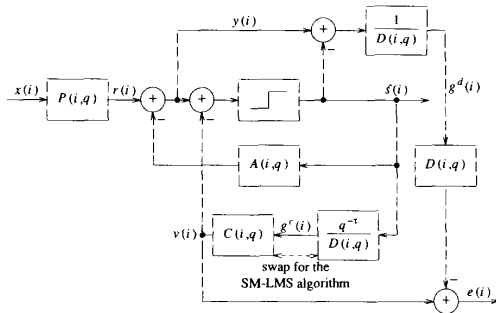 y(i)
1
D(i,q)
x(i)
P(i,q)
r(i)
ŝ(i)
g^d(i)
A(i,q)
D(i,q)
v(i)
C(i,q)
g^c(i)
q^{-τ}
D(i,q)
swap for the
SM-LMS algorithm
e(i)